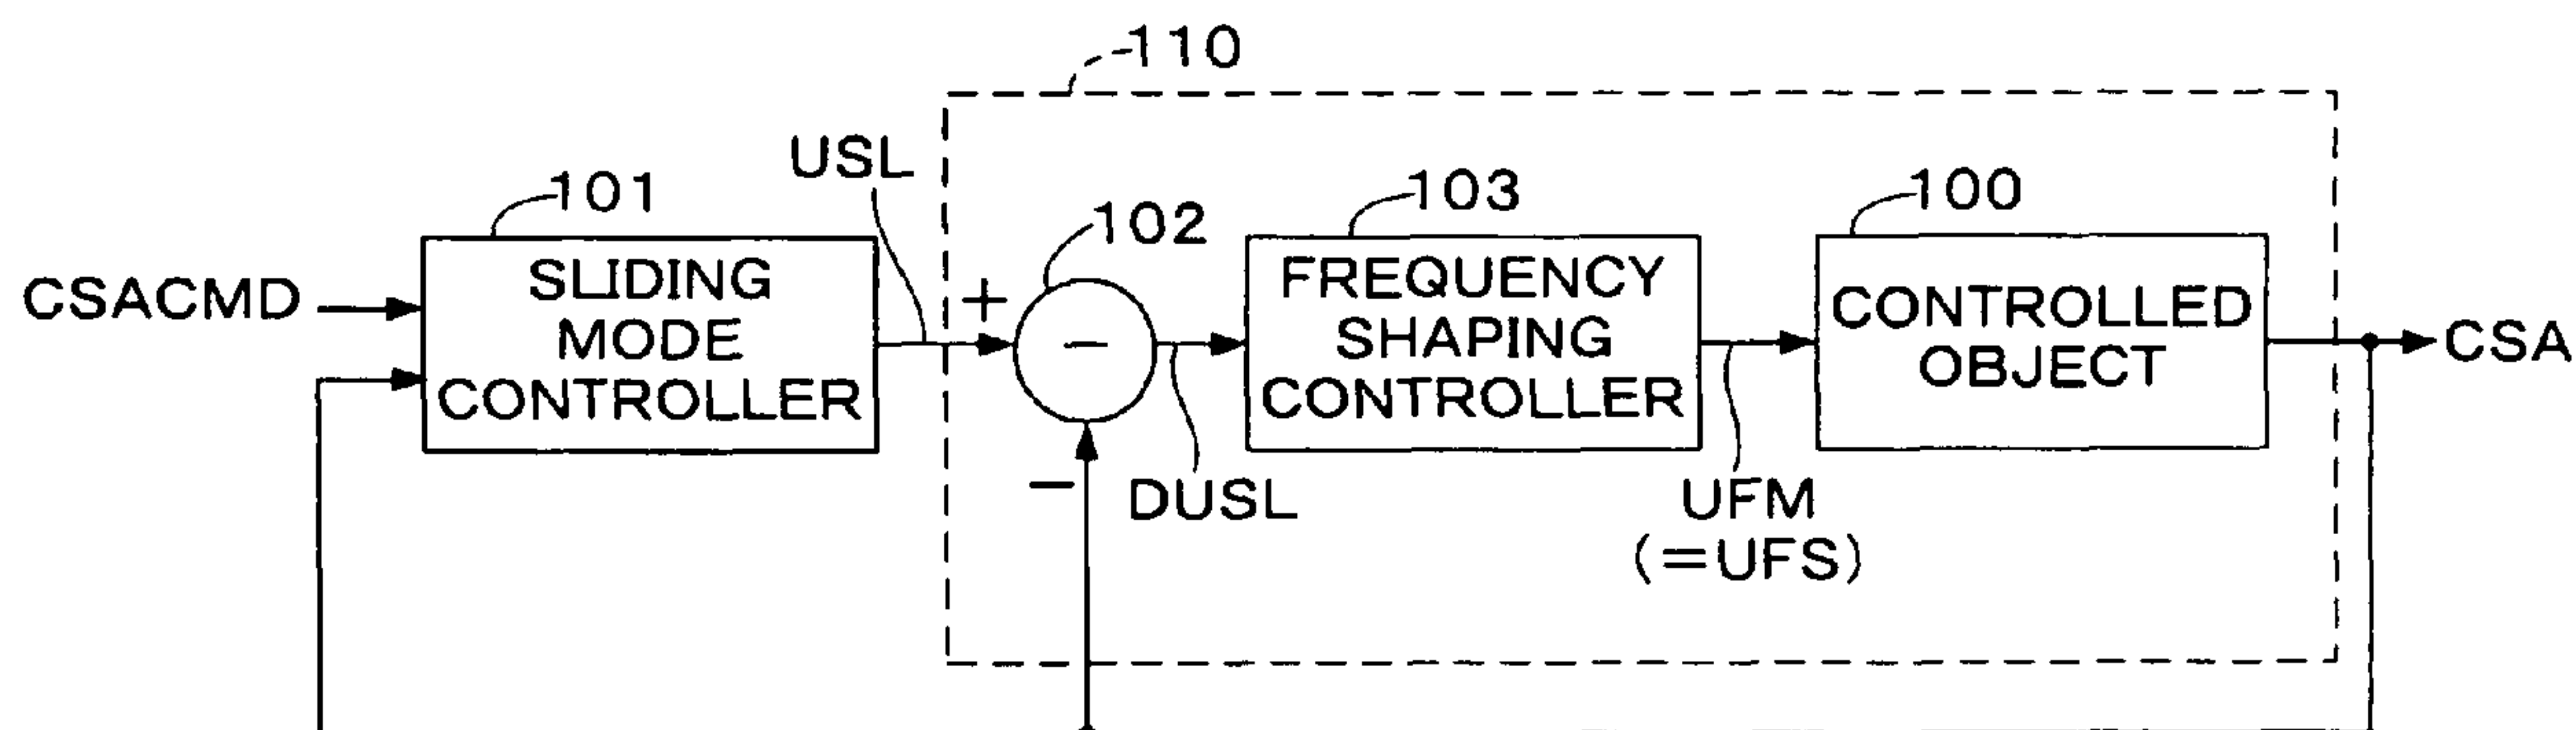 110
USL
101
102
103
100
CSACMD
SLIDING
MODE
CONTROLLER
+
−
FREQUENCY
SHAPING
CONTROLLER
CONTROLLED
OBJECT
CSA
−
DUSL
UFM
(=UFS)